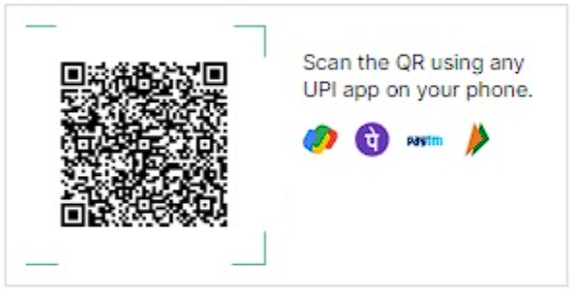 Scan the QR using any
UPI app on your phone.
पे paytm